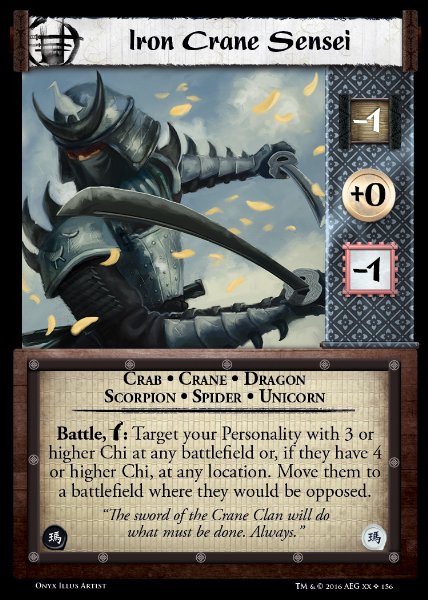 Iron Crane Sensei
-1
+0
-1
Crab • Crane • Dragon
Scorpion • Spider • Unicorn
Battle, : Target your Personality with 3 or
higher Chi at any battlefield or, if they have 4
or higher Chi, at any location. Move them to
a battlefield where they would be opposed.
"The sword of the Crane Clan will do
what must be done. Always."
瑪 瑪
Onyx Illus Artist TM & © 2016 AEG XX ❖ 156